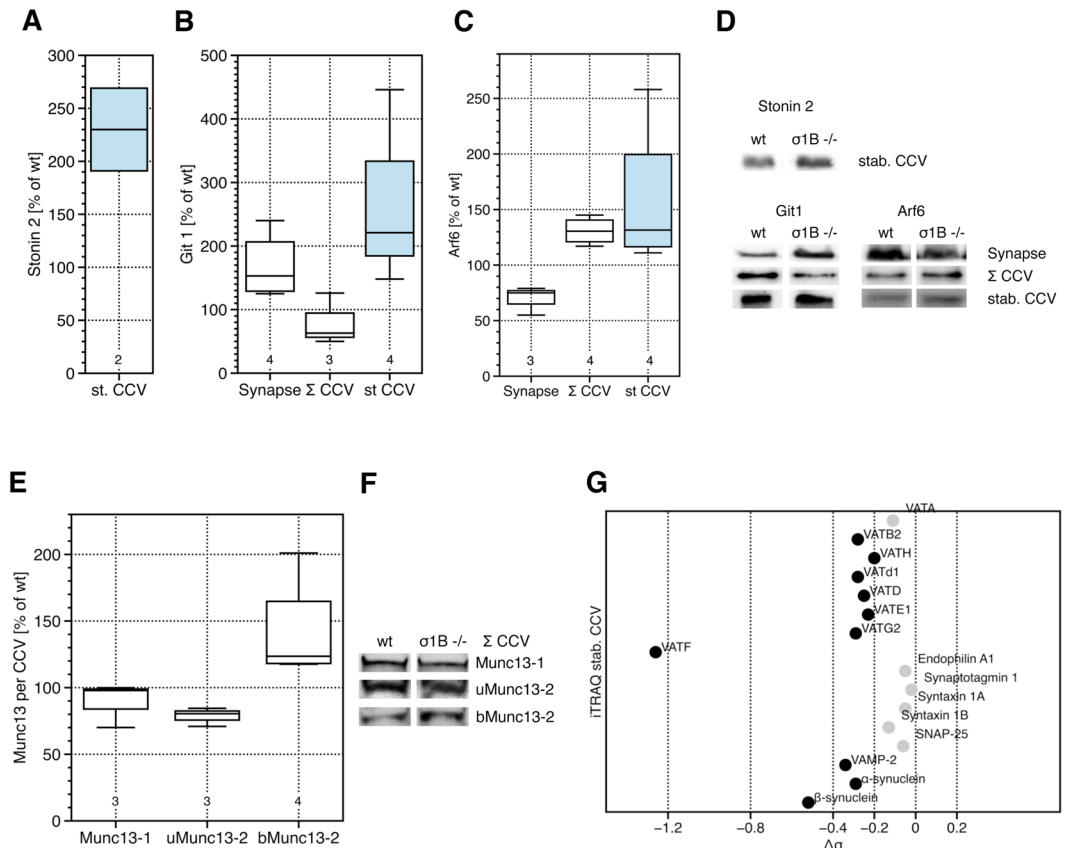 A
B
C
D
Stonin 2 [% of wt]
300
250
200
150
100
50
0
2
st. CCV
Git 1 [% of wt]
500
400
300
200
100
0
4
3
4
Synapse
Σ CCV
st CCV
Arf6 [% of wt]
250
200
150
100
50
0
3
4
4
Synapse
Σ CCV
st CCV
Stonin 2
wt
σ1B -/-
stab. CCV
Git1
Arf6
wt
σ1B -/-
wt
σ1B -/-
Synapse
Σ CCV
stab. CCV
E
F
G
Munc13 per CCV [% of wt]
200
150
100
50
0
3
3
4
Munc13-1
uMunc13-2
bMunc13-2
wt
σ1B -/-
Σ CCV
Munc13-1
uMunc13-2
bMunc13-2
iTRAQ stab. CCV
VATA
VATB2
VATH
VATd1
VATD
VATE1
VATG2
VATF
Endophilin A1
Synaptotagmin 1
Syntaxin 1A
Syntaxin 1B
SNAP-25
VAMP-2
α-synuclein
β-synuclein
−1.2
−0.8
−0.4
−0.2
0
0.2
Δσ